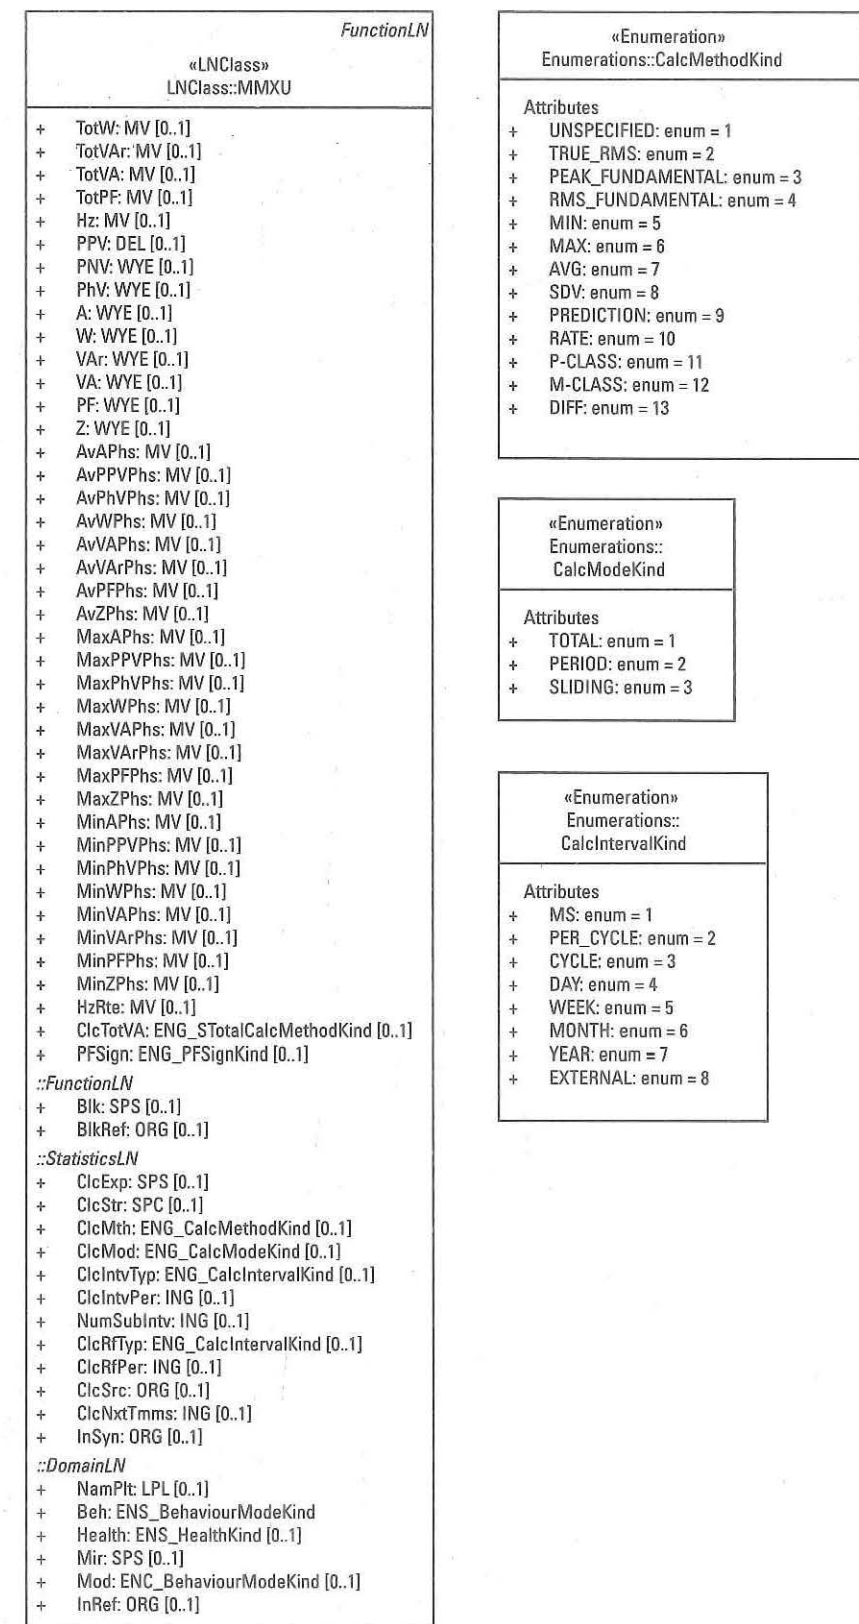 FunctionLN
«LNClass»
LNClass::MMXU
+ TotW: MV [0..1]
+ TotVAr: MV [0..1]
+ TotVA: MV [0..1]
+ TotPF: MV [0..1]
+ Hz: MV [0..1]
+ PPV: DEL [0..1]
+ PNV: WYE [0..1]
+ PhV: WYE [0..1]
+ A: WYE [0..1]
+ W: WYE [0..1]
+ VAr: WYE [0..1]
+ VA: WYE [0..1]
+ PF: WYE [0..1]
+ Z: WYE [0..1]
+ AvAPhs: MV [0..1]
+ AvPPVPhs: MV [0..1]
+ AvPhVPhs: MV [0..1]
+ AvWPhs: MV [0..1]
+ AvVAPhs: MV [0..1]
+ AvVArPhs: MV [0..1]
+ AvPFPhs: MV [0..1]
+ AvZPhs: MV [0..1]
+ MaxAPhs: MV [0..1]
+ MaxPPVPhs: MV [0..1]
+ MaxPhVPhs: MV [0..1]
+ MaxWPhs: MV [0..1]
+ MaxVAPhs: MV [0..1]
+ MaxVArPhs: MV [0..1]
+ MaxPFPhs: MV [0..1]
+ MaxZPhs: MV [0..1]
+ MinAPhs: MV [0..1]
+ MinPPVPhs: MV [0..1]
+ MinPhVPhs: MV [0..1]
+ MinWPhs: MV [0..1]
+ MinVAPhs: MV [0..1]
+ MinVArPhs: MV [0..1]
+ MinPFPhs: MV [0..1]
+ MinZPhs: MV [0..1]
+ HzRte: MV [0..1]
+ ClcTotVA: ENG_STotalCalcMethodKind [0..1]
+ PFSign: ENG_PFSignKind [0..1]
::FunctionLN
+ Blk: SPS [0..1]
+ BlkRef: ORG [0..1]
::StatisticsLN
+ ClcExp: SPS [0..1]
+ ClcStr: SPC [0..1]
+ ClcMth: ENG_CalcMethodKind [0..1]
+ ClcMod: ENG_CalcModeKind [0..1]
+ ClcIntvTyp: ENG_CalcIntervalKind [0..1]
+ ClcIntvPer: ING [0..1]
+ NumSubIntv: ING [0..1]
+ ClcRfTyp: ENG_CalcIntervalKind [0..1]
+ ClcRfPer: ING [0..1]
+ ClcSrc: ORG [0..1]
+ ClcNxtTmms: ING [0..1]
+ InSyn: ORG [0..1]
::DomainLN
+ NamPlt: LPL [0..1]
+ Beh: ENS_BehaviourModeKind
+ Health: ENS_HealthKind [0..1]
+ Mir: SPS [0..1]
+ Mod: ENC_BehaviourModeKind [0..1]
+ InRef: ORG [0..1]
«Enumeration»
Enumerations::CalcMethodKind
Attributes
+ UNSPECIFIED: enum = 1
+ TRUE_RMS: enum = 2
+ PEAK_FUNDAMENTAL: enum = 3
+ RMS_FUNDAMENTAL: enum = 4
+ MIN: enum = 5
+ MAX: enum = 6
+ AVG: enum = 7
+ SDV: enum = 8
+ PREDICTION: enum = 9
+ RATE: enum = 10
+ P-CLASS: enum = 11
+ M-CLASS: enum = 12
+ DIFF: enum = 13
«Enumeration»
Enumerations::
CalcModeKind
Attributes
+ TOTAL: enum = 1
+ PERIOD: enum = 2
+ SLIDING: enum = 3
«Enumeration»
Enumerations::
CalcIntervalKind
Attributes
+ MS: enum = 1
+ PER_CYCLE: enum = 2
+ CYCLE: enum = 3
+ DAY: enum = 4
+ WEEK: enum = 5
+ MONTH: enum = 6
+ YEAR: enum = 7
+ EXTERNAL: enum = 8